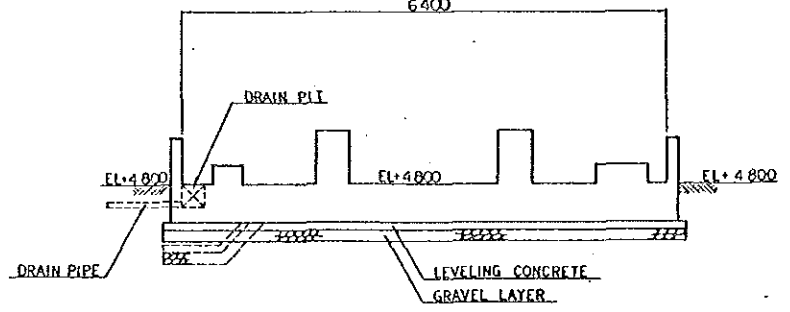 6400
DRAIN PIT
EL+4800
EL+4800
EL+4800
DRAIN PIPE
LEVELING CONCRETE
GRAVEL LAYER